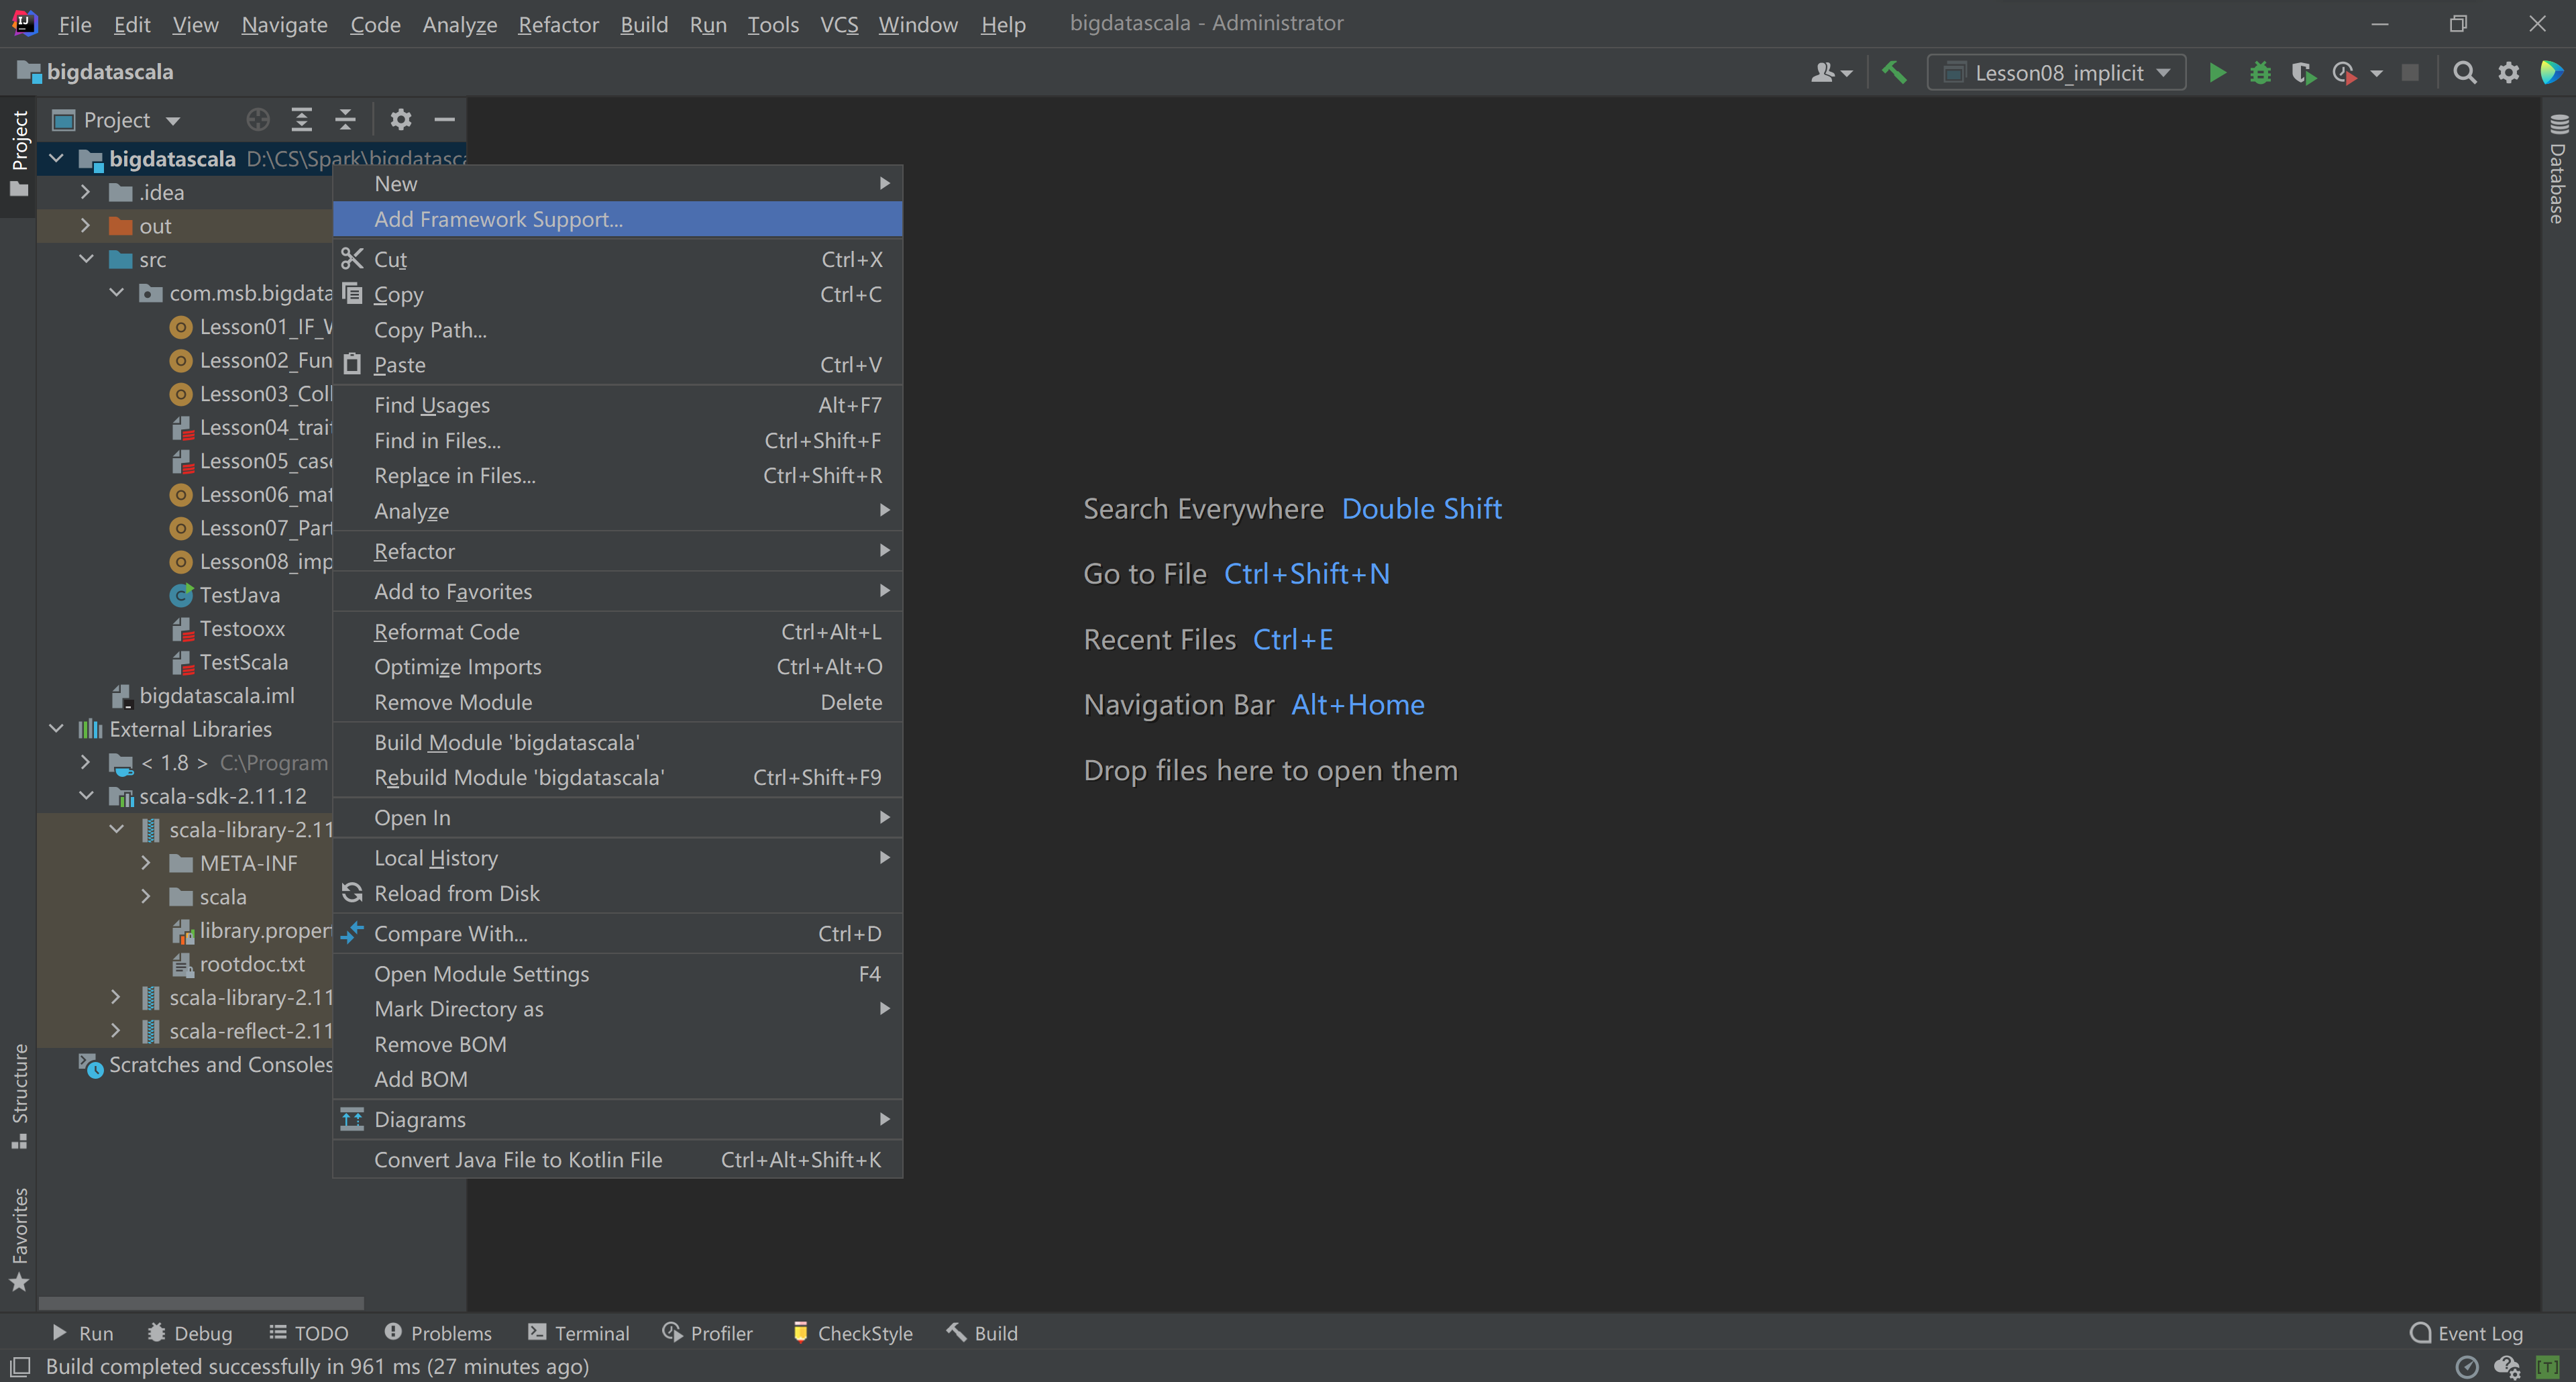 File Edit View Navigate Code Analyze Refactor Build Run Tools VCS Window Help bigdatascala - Administrator
bigdatascala
Lesson08_implicit
Project
Project
Database
bigdatascala D:\CS\Spark\bigdatasca
.idea
out
src
com.msb.bigdata
Lesson01_IF_
Lesson02_Fun
Lesson03_Coll
Lesson04_trait
Lesson05_case
Lesson06_mat
Lesson07_Part
Lesson08_imp
TestJava
Testooxx
TestScala
bigdatascala.iml
External Libraries
< 1.8 > C:\Program
scala-sdk-2.11.12
scala-library-2.11
META-INF
scala
library.proper
rootdoc.txt
scala-library-2.11
scala-reflect-2.11
Scratches and Consoles
Structure
Favorites
New
Add Framework Support...
Cut Ctrl+X
Copy Ctrl+C
Copy Path...
Paste Ctrl+V
Find Usages Alt+F7
Find in Files... Ctrl+Shift+F
Replace in Files... Ctrl+Shift+R
Analyze
Refactor
Add to Favorites
Reformat Code Ctrl+Alt+L
Optimize Imports Ctrl+Alt+O
Remove Module Delete
Build Module 'bigdatascala'
Rebuild Module 'bigdatascala' Ctrl+Shift+F9
Open In
Local History
Reload from Disk
Compare With... Ctrl+D
Open Module Settings F4
Mark Directory as
Remove BOM
Add BOM
Diagrams
Convert Java File to Kotlin File Ctrl+Alt+Shift+K
Search Everywhere Double Shift
Go to File Ctrl+Shift+N
Recent Files Ctrl+E
Navigation Bar Alt+Home
Drop files here to open them
Run Debug TODO Problems Terminal Profiler CheckStyle Build Event Log
Build completed successfully in 961 ms (27 minutes ago) [T]